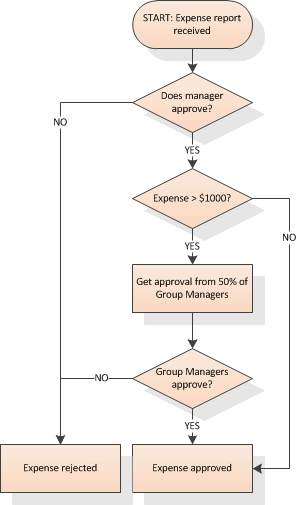 START: Expense report
received
Does manager
approve?
NO
YES
Expense > $1000?
NO
YES
Get approval from 50% of
Group Managers
Group Managers
approve?
NO
YES
Expense rejected
Expense approved